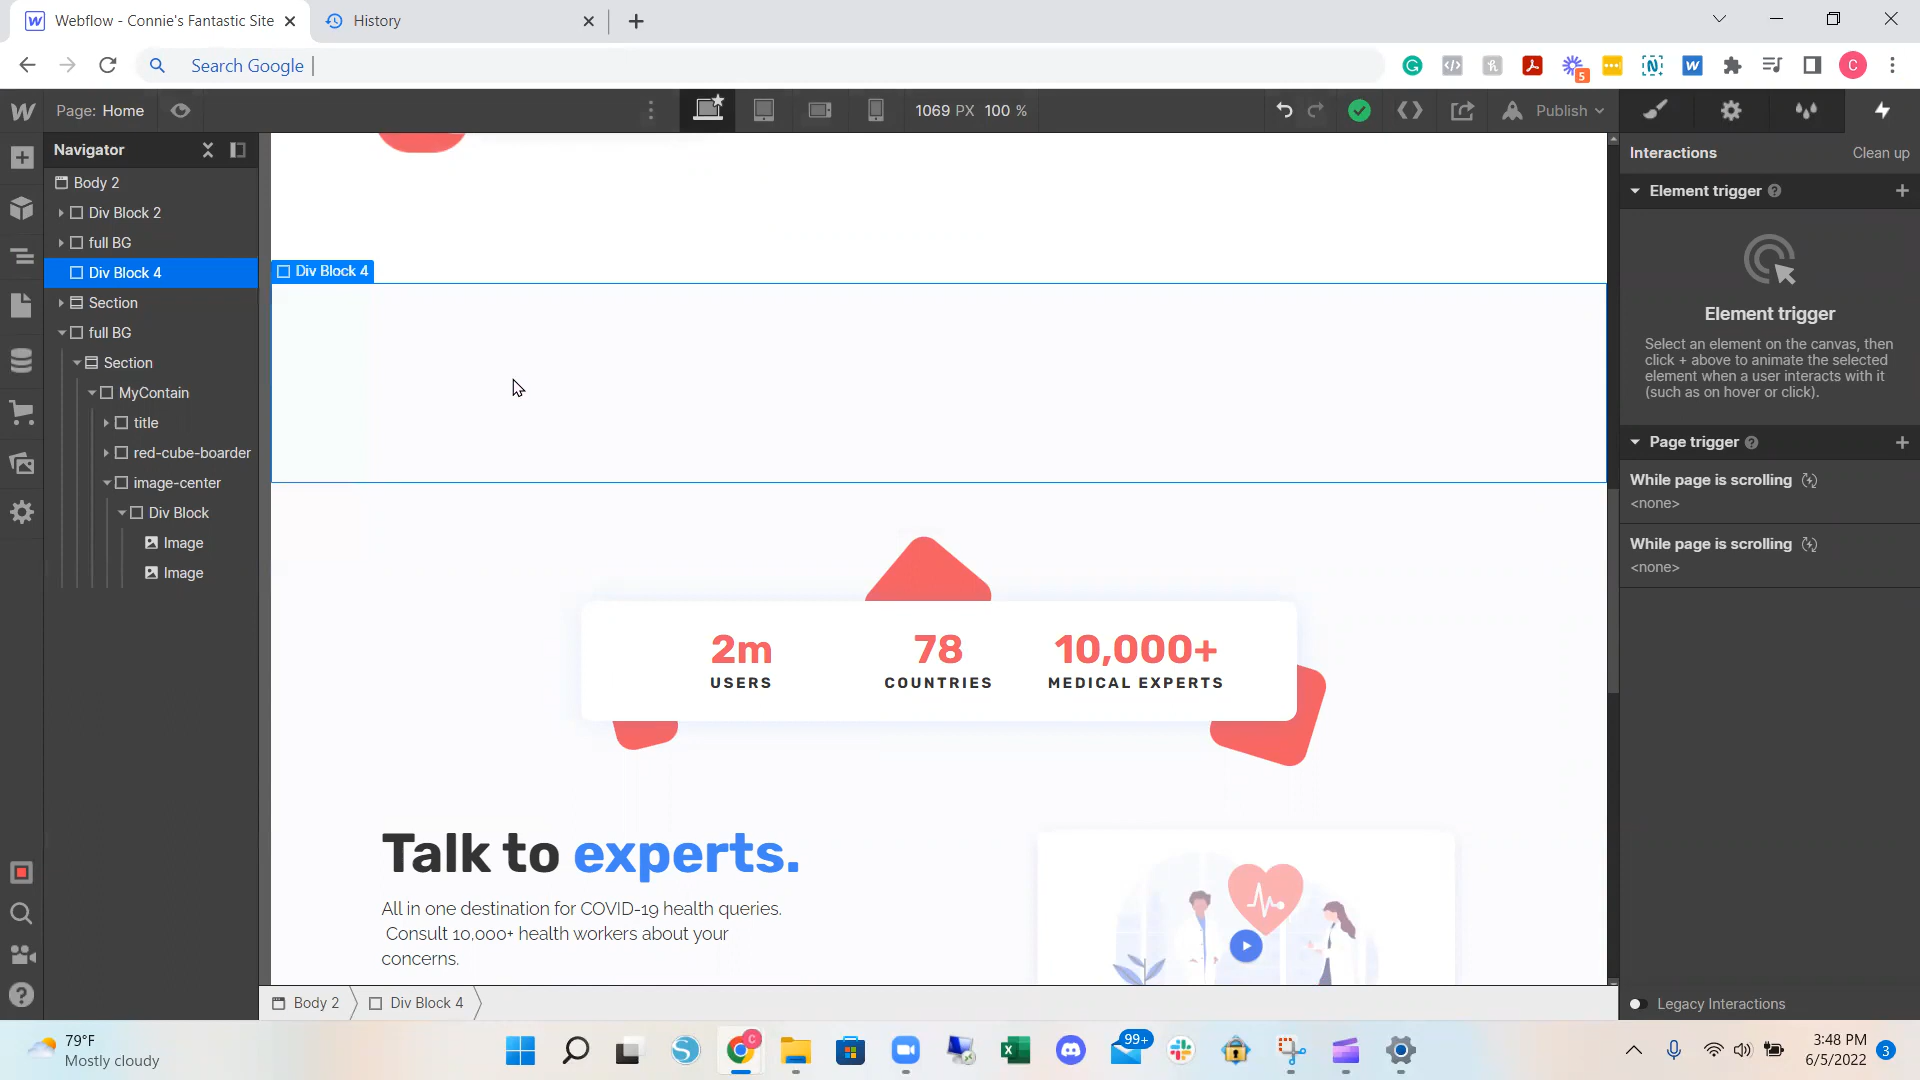 Webflow - Connie's Fantastic Site
History
Search Google
5
C
Page: Home
1069 PX 100 %
Publish
Navigator
Body 2
Div Block 2
full BG
Div Block 4
Section
full BG
Section
MyContain
title
red-cube-boarder
image-center
Div Block
Image
Image
Div Block 4
2m
USERS
78
COUNTRIES
10,000+
MEDICAL EXPERTS
Talk to experts.
All in one destination for COVID-19 health queries.
Consult 10,000+ health workers about your
concerns.
Body 2
Div Block 4
Interactions
Clean up
Element trigger
Element trigger
Select an element on the canvas, then
click + above to animate the selected
element when a user interacts with it
(such as on hover or click).
Page trigger
While page is scrolling
<none>
While page is scrolling
<none>
Legacy Interactions
79°F
Mostly cloudy
C
99+
3:48 PM
6/5/2022
3